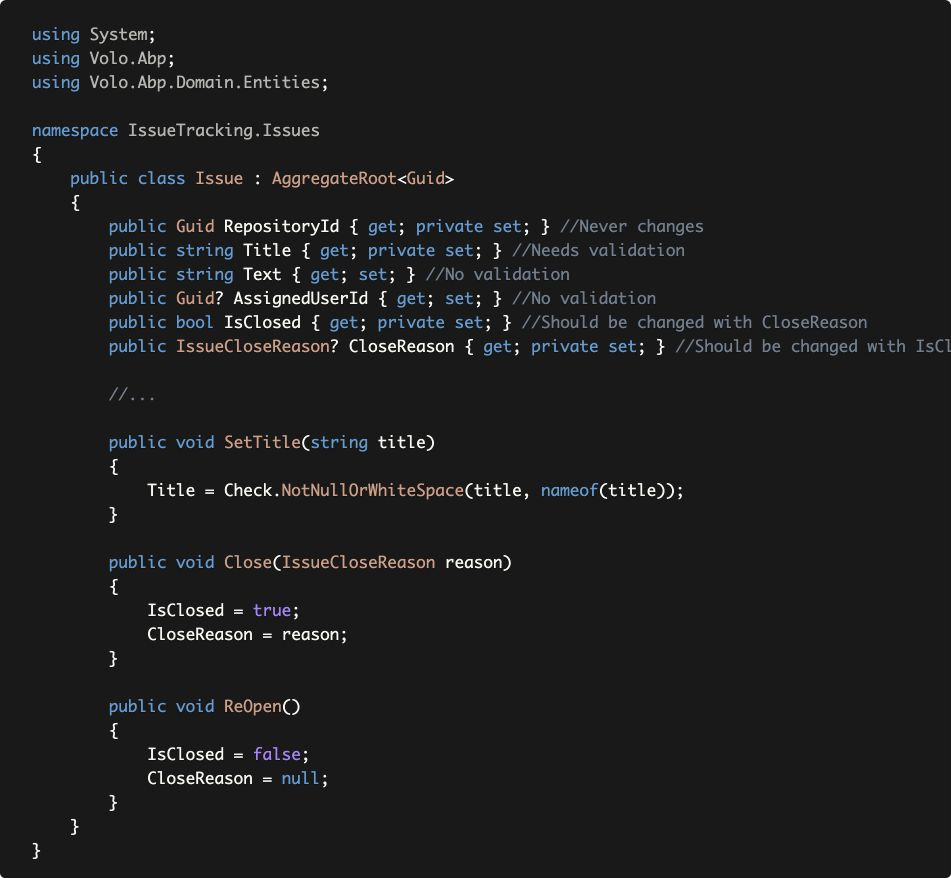 using System;
using Volo.Abp;
using Volo.Abp.Domain.Entities;

namespace IssueTracking.Issues
{
    public class Issue : AggregateRoot<Guid>
    {
        public Guid RepositoryId { get; private set; } //Never changes
        public string Title { get; private set; } //Needs validation
        public string Text { get; set; } //No validation
        public Guid? AssignedUserId { get; set; } //No validation
        public bool IsClosed { get; private set; } //Should be changed with CloseReason
        public IssueCloseReason? CloseReason { get; private set; } //Should be changed with IsCl

        //...

        public void SetTitle(string title)
        {
            Title = Check.NotNullOrWhiteSpace(title, nameof(title));
        }

        public void Close(IssueCloseReason reason)
        {
            IsClosed = true;
            CloseReason = reason;
        }

        public void ReOpen()
        {
            IsClosed = false;
            CloseReason = null;
        }
    }
}